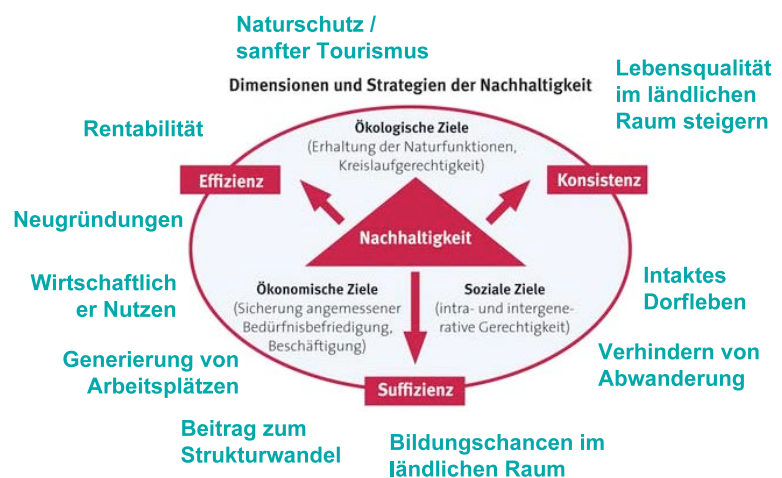 Naturschutz /
sanfter Tourismus
Dimensionen und Strategien der Nachhaltigkeit
Lebensqualität
im ländlichen
Raum steigern
Rentabilität
Ökologische Ziele
(Erhaltung der Naturfunktionen,
Kreislaufgerechtigkeit)
Effizienz
Konsistenz
Neugründungen
Nachhaltigkeit
Wirtschaftlich
er Nutzen
Ökonomische Ziele
(Sicherung angemessener
Bedürfnisbefriedigung,
Beschäftigung)
Soziale Ziele
(intra- und intergene-
rative Gerechtigkeit)
Intaktes
Dorfleben
Generierung von
Arbeitsplätzen
Verhindern von
Abwanderung
Suffizienz
Beitrag zum
Strukturwandel
Bildungschancen im
ländlichen Raum